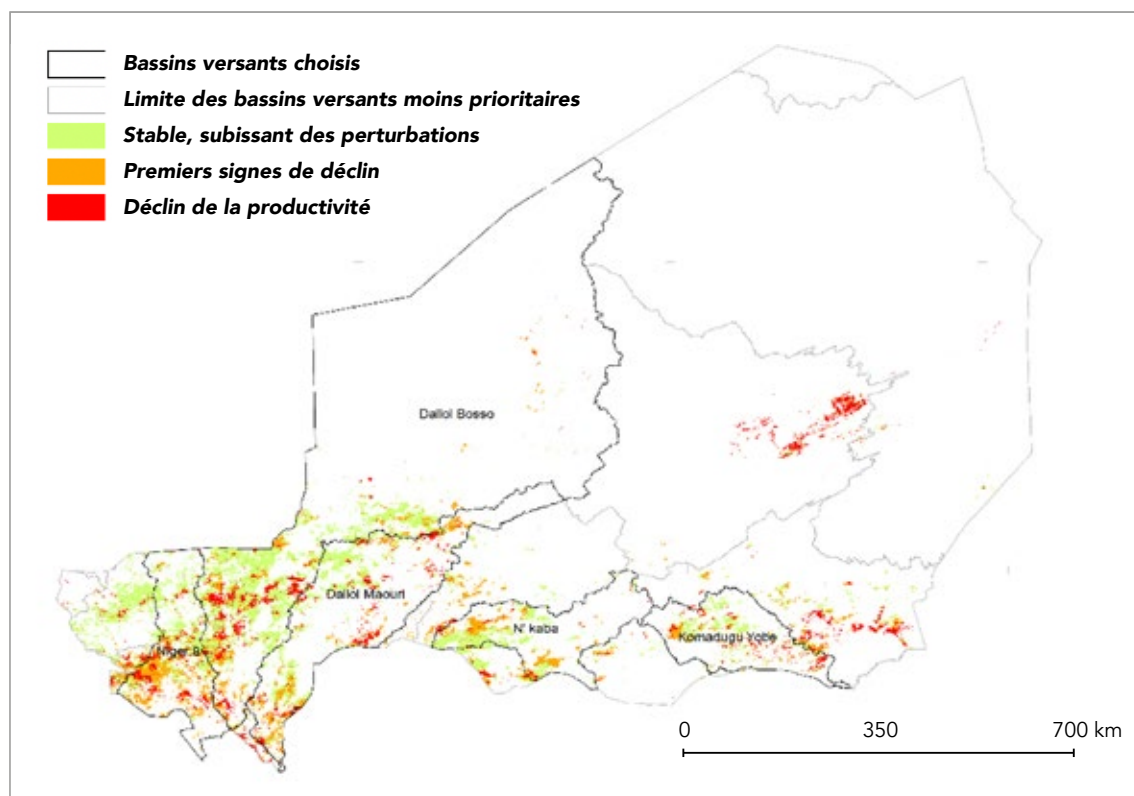 Bassins versants choisis
Limite des bassins versants moins prioritaires
Stable, subissant des perturbations
Premiers signes de déclin
Déclin de la productivité
Dallol Bosso
Dallol Maouri
N' kaba
Komadugu Yobe
Niger
0 350 700 km